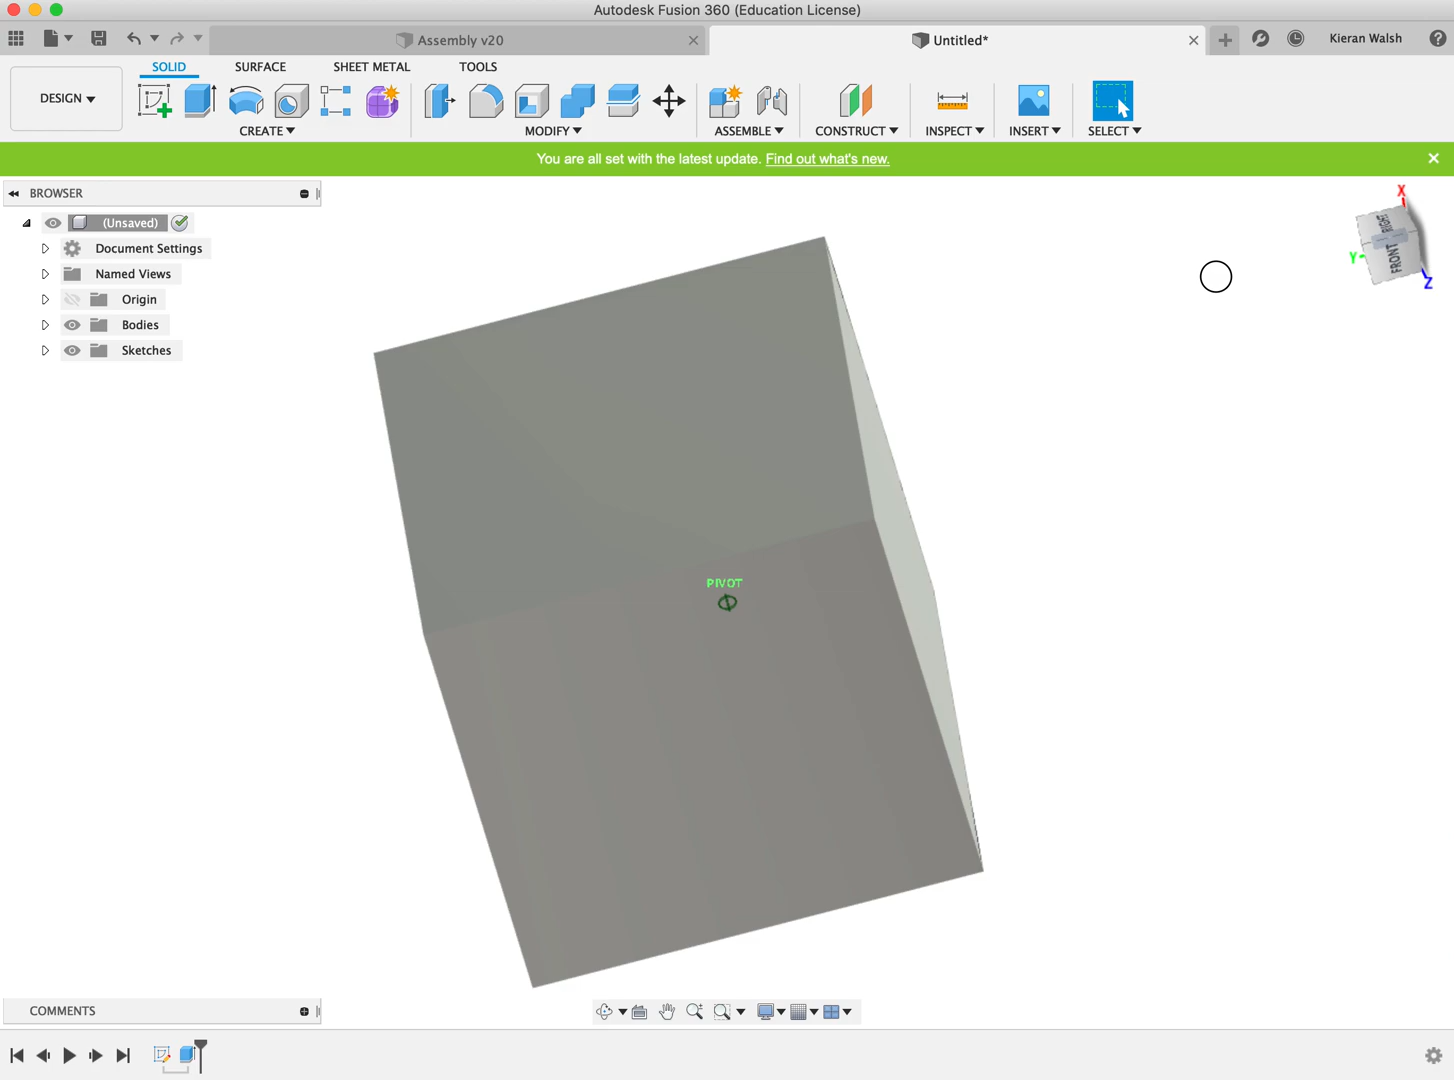 Autodesk Fusion 360 (Education License)
Assembly v20
Untitled*
Kieran Walsh
SOLID SURFACE SHEET METAL TOOLS
DESIGN
CREATE MODIFY ASSEMBLE CONSTRUCT INSPECT INSERT SELECT
You are all set with the latest update. Find out what's new.
BROWSER
(Unsaved)
Document Settings
Named Views
Origin
Bodies
Sketches
X
RIGHT
FRONT
Y
Z
PIVOT
COMMENTS